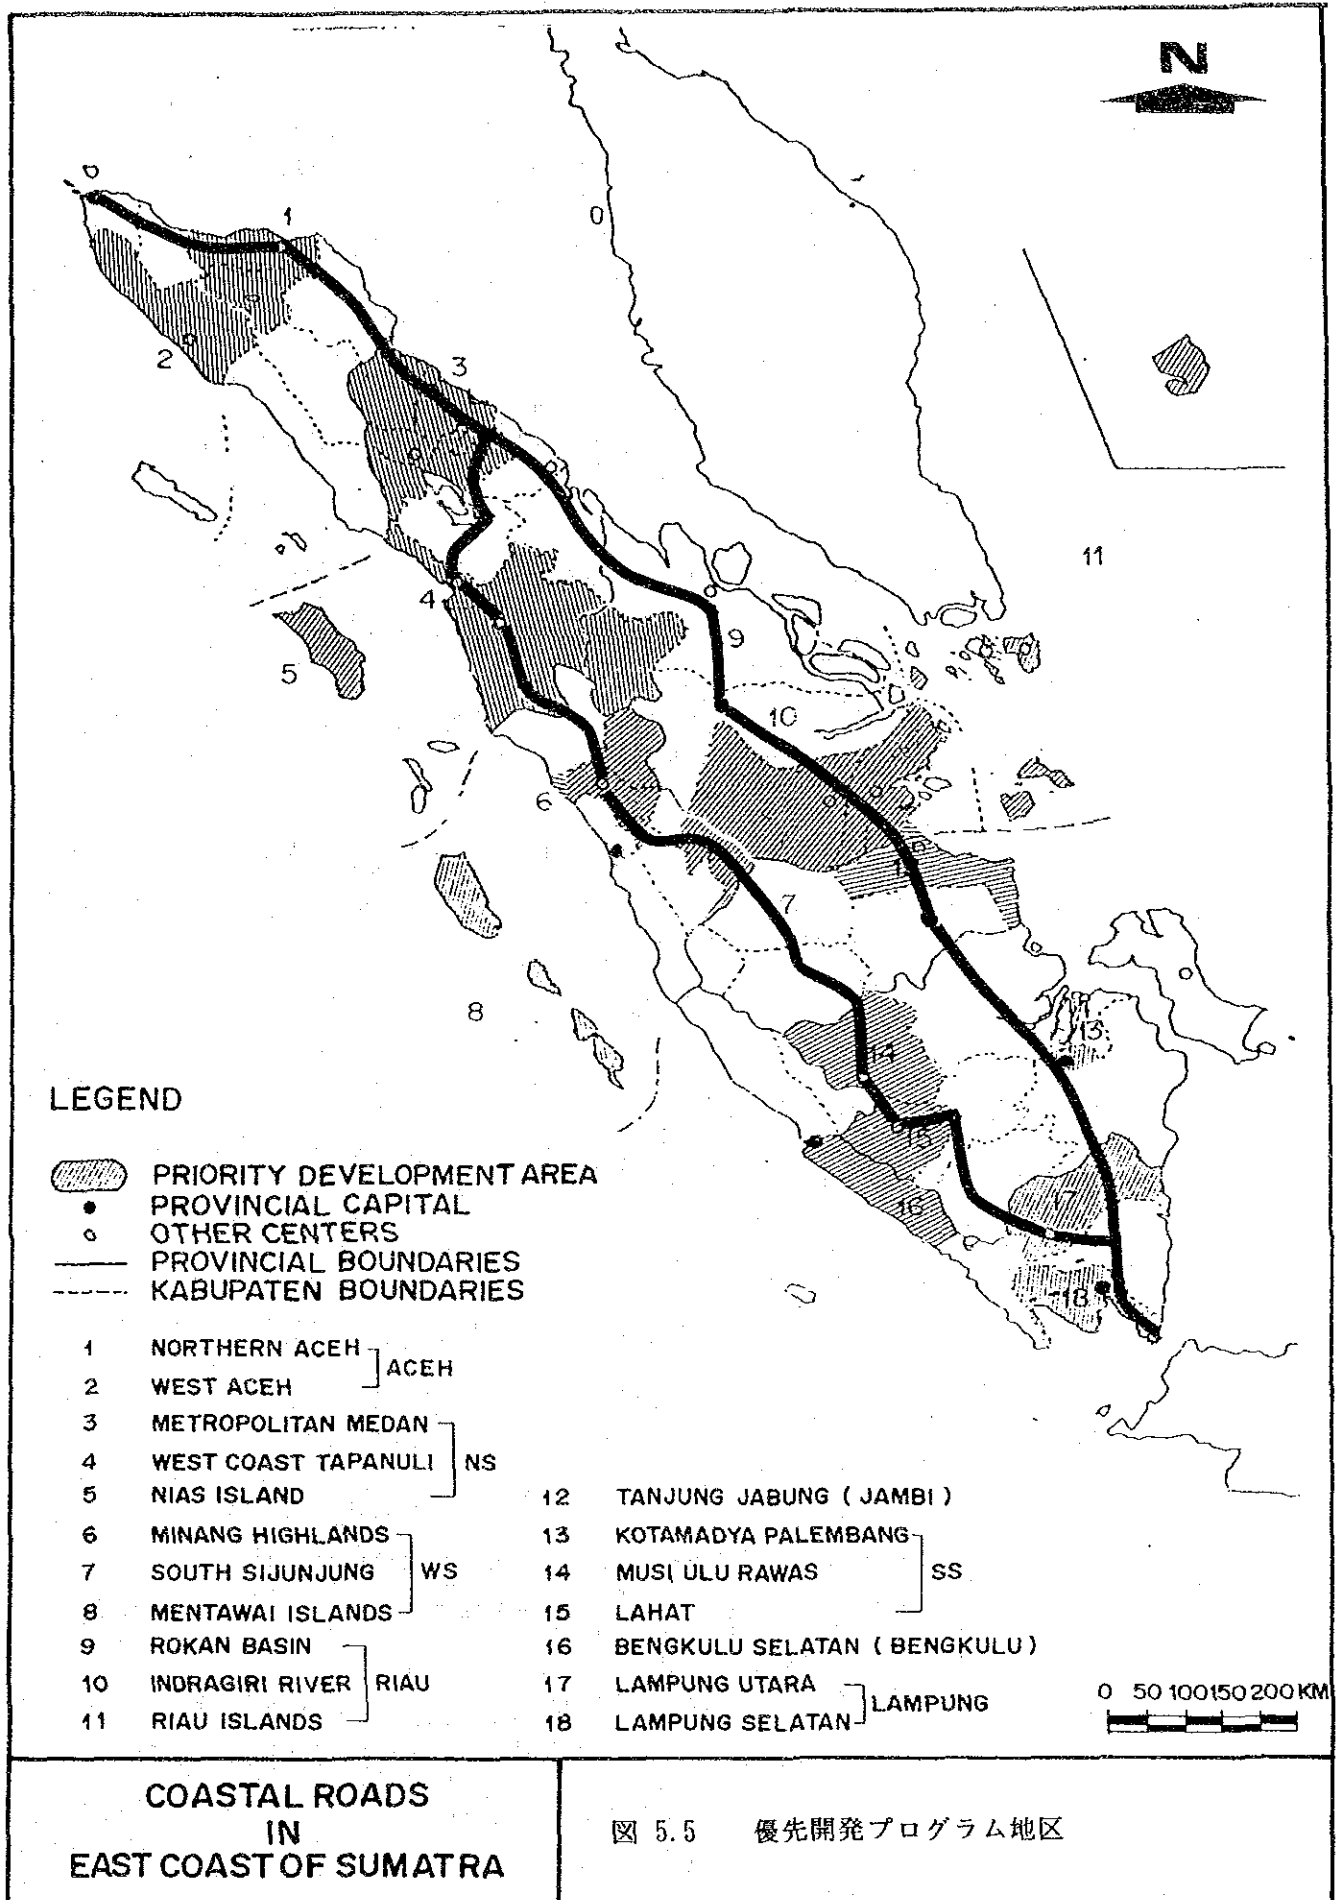 N
1
0
2
3
11
4
9
5
10
6
12
7
8
13
14
15
16
17
18
LEGEND
PRIORITY DEVELOPMENT AREA
PROVINCIAL CAPITAL
OTHER CENTERS
PROVINCIAL BOUNDARIES
KABUPATEN BOUNDARIES
1 NORTHERN ACEH
ACEH
2 WEST ACEH
3 METROPOLITAN MEDAN
4 WEST COAST TAPANULI NS
5 NIAS ISLAND
6 MINANG HIGHLANDS
7 SOUTH SIJUNJUNG WS
8 MENTAWAI ISLANDS
9 ROKAN BASIN
10 INDRAGIRI RIVER RIAU
11 RIAU ISLANDS
12 TANJUNG JABUNG ( JAMBI )
13 KOTAMADYA PALEMBANG
14 MUSI ULU RAWAS SS
15 LAHAT
16 BENGKULU SELATAN ( BENGKULU )
17 LAMPUNG UTARA
LAMPUNG
18 LAMPUNG SELATAN
0 50 100 150 200 KM
COASTAL ROADS
IN
EAST COAST OF SUMATRA
図 5.5 優先開発プログラム地区